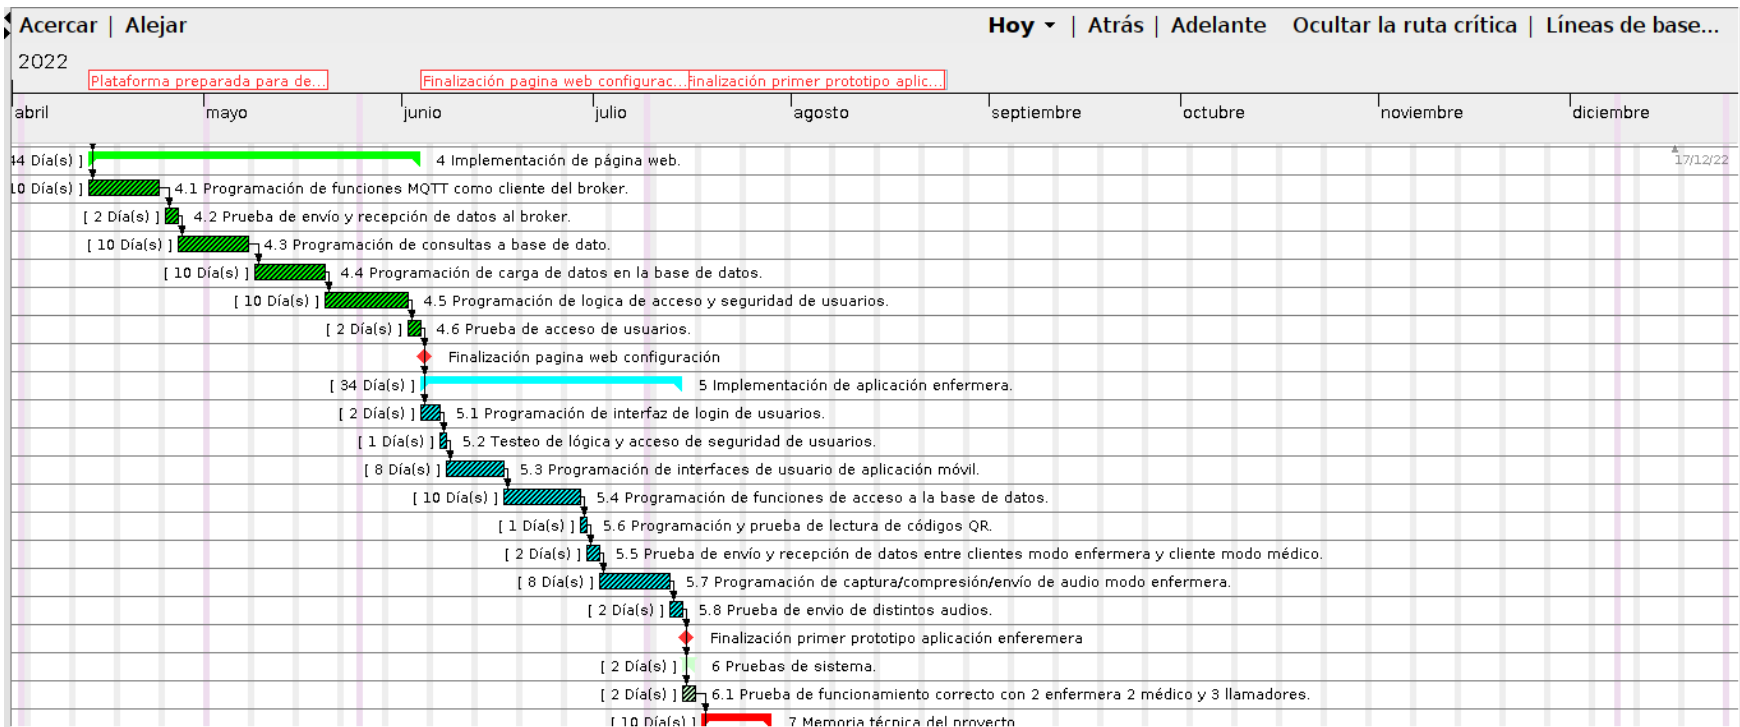 Acercar | Alejar
Hoy | Atrás | Adelante Ocultar la ruta crítica | Líneas de base...
2022
Plataforma preparada para de... Finalización pagina web configurac... Finalización primer prototipo aplic...
abril mayo junio julio agosto septiembre octubre noviembre diciembre
17/12/22
44 Día(s) ] 4 Implementación de página web.
10 Día(s) ] 4.1 Programación de funciones MQTT como cliente del broker.
[ 2 Día(s) ] 4.2 Prueba de envío y recepción de datos al broker.
[ 10 Día(s) ] 4.3 Programación de consultas a base de dato.
[ 10 Día(s) ] 4.4 Programación de carga de datos en la base de datos.
[ 10 Día(s) ] 4.5 Programación de logica de acceso y seguridad de usuarios.
[ 2 Día(s) ] 4.6 Prueba de acceso de usuarios.
Finalización pagina web configuración
[ 34 Día(s) ] 5 Implementación de aplicación enfermera.
[ 2 Día(s) ] 5.1 Programación de interfaz de login de usuarios.
[ 1 Día(s) ] 5.2 Testeo de lógica y acceso de seguridad de usuarios.
[ 8 Día(s) ] 5.3 Programación de interfaces de usuario de aplicación móvil.
[ 10 Día(s) ] 5.4 Programación de funciones de acceso a la base de datos.
[ 1 Día(s) ] 5.6 Programación y prueba de lectura de códigos QR.
[ 2 Día(s) ] 5.5 Prueba de envío y recepción de datos entre clientes modo enfermera y cliente modo médico.
[ 8 Día(s) ] 5.7 Programación de captura/compresión/envío de audio modo enfermera.
[ 2 Día(s) ] 5.8 Prueba de envio de distintos audios.
Finalización primer prototipo aplicación enferemera
[ 2 Día(s) ] 6 Pruebas de sistema.
[ 2 Día(s) ] 6.1 Prueba de funcionamiento correcto con 2 enfermera 2 médico y 3 llamadores.
[ 10 Día(s) ] 7 Memoria técnica del proyecto